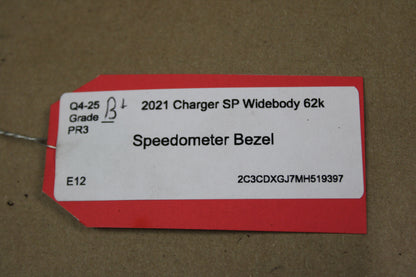 Q4-25
Grade B↓ 2021 Charger SP Widebody 62k
PR3
Speedometer Bezel
E12 2C3CDXGJ7MH519397